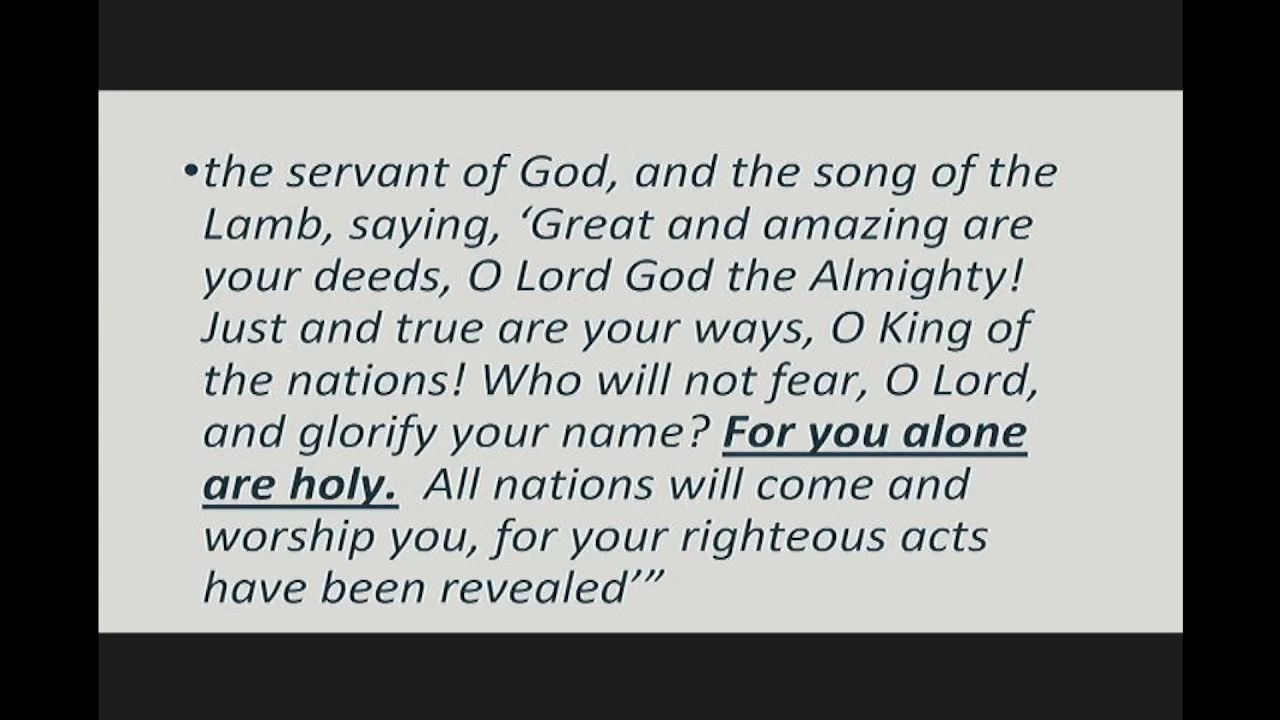 •the servant of God, and the song of the
Lamb, saying, ‘Great and amazing are
your deeds, O Lord God the Almighty!
Just and true are your ways, O King of
the nations! Who will not fear, O Lord,
and glorify your name? For you alone
are holy.  All nations will come and
worship you, for your righteous acts
have been revealed’”